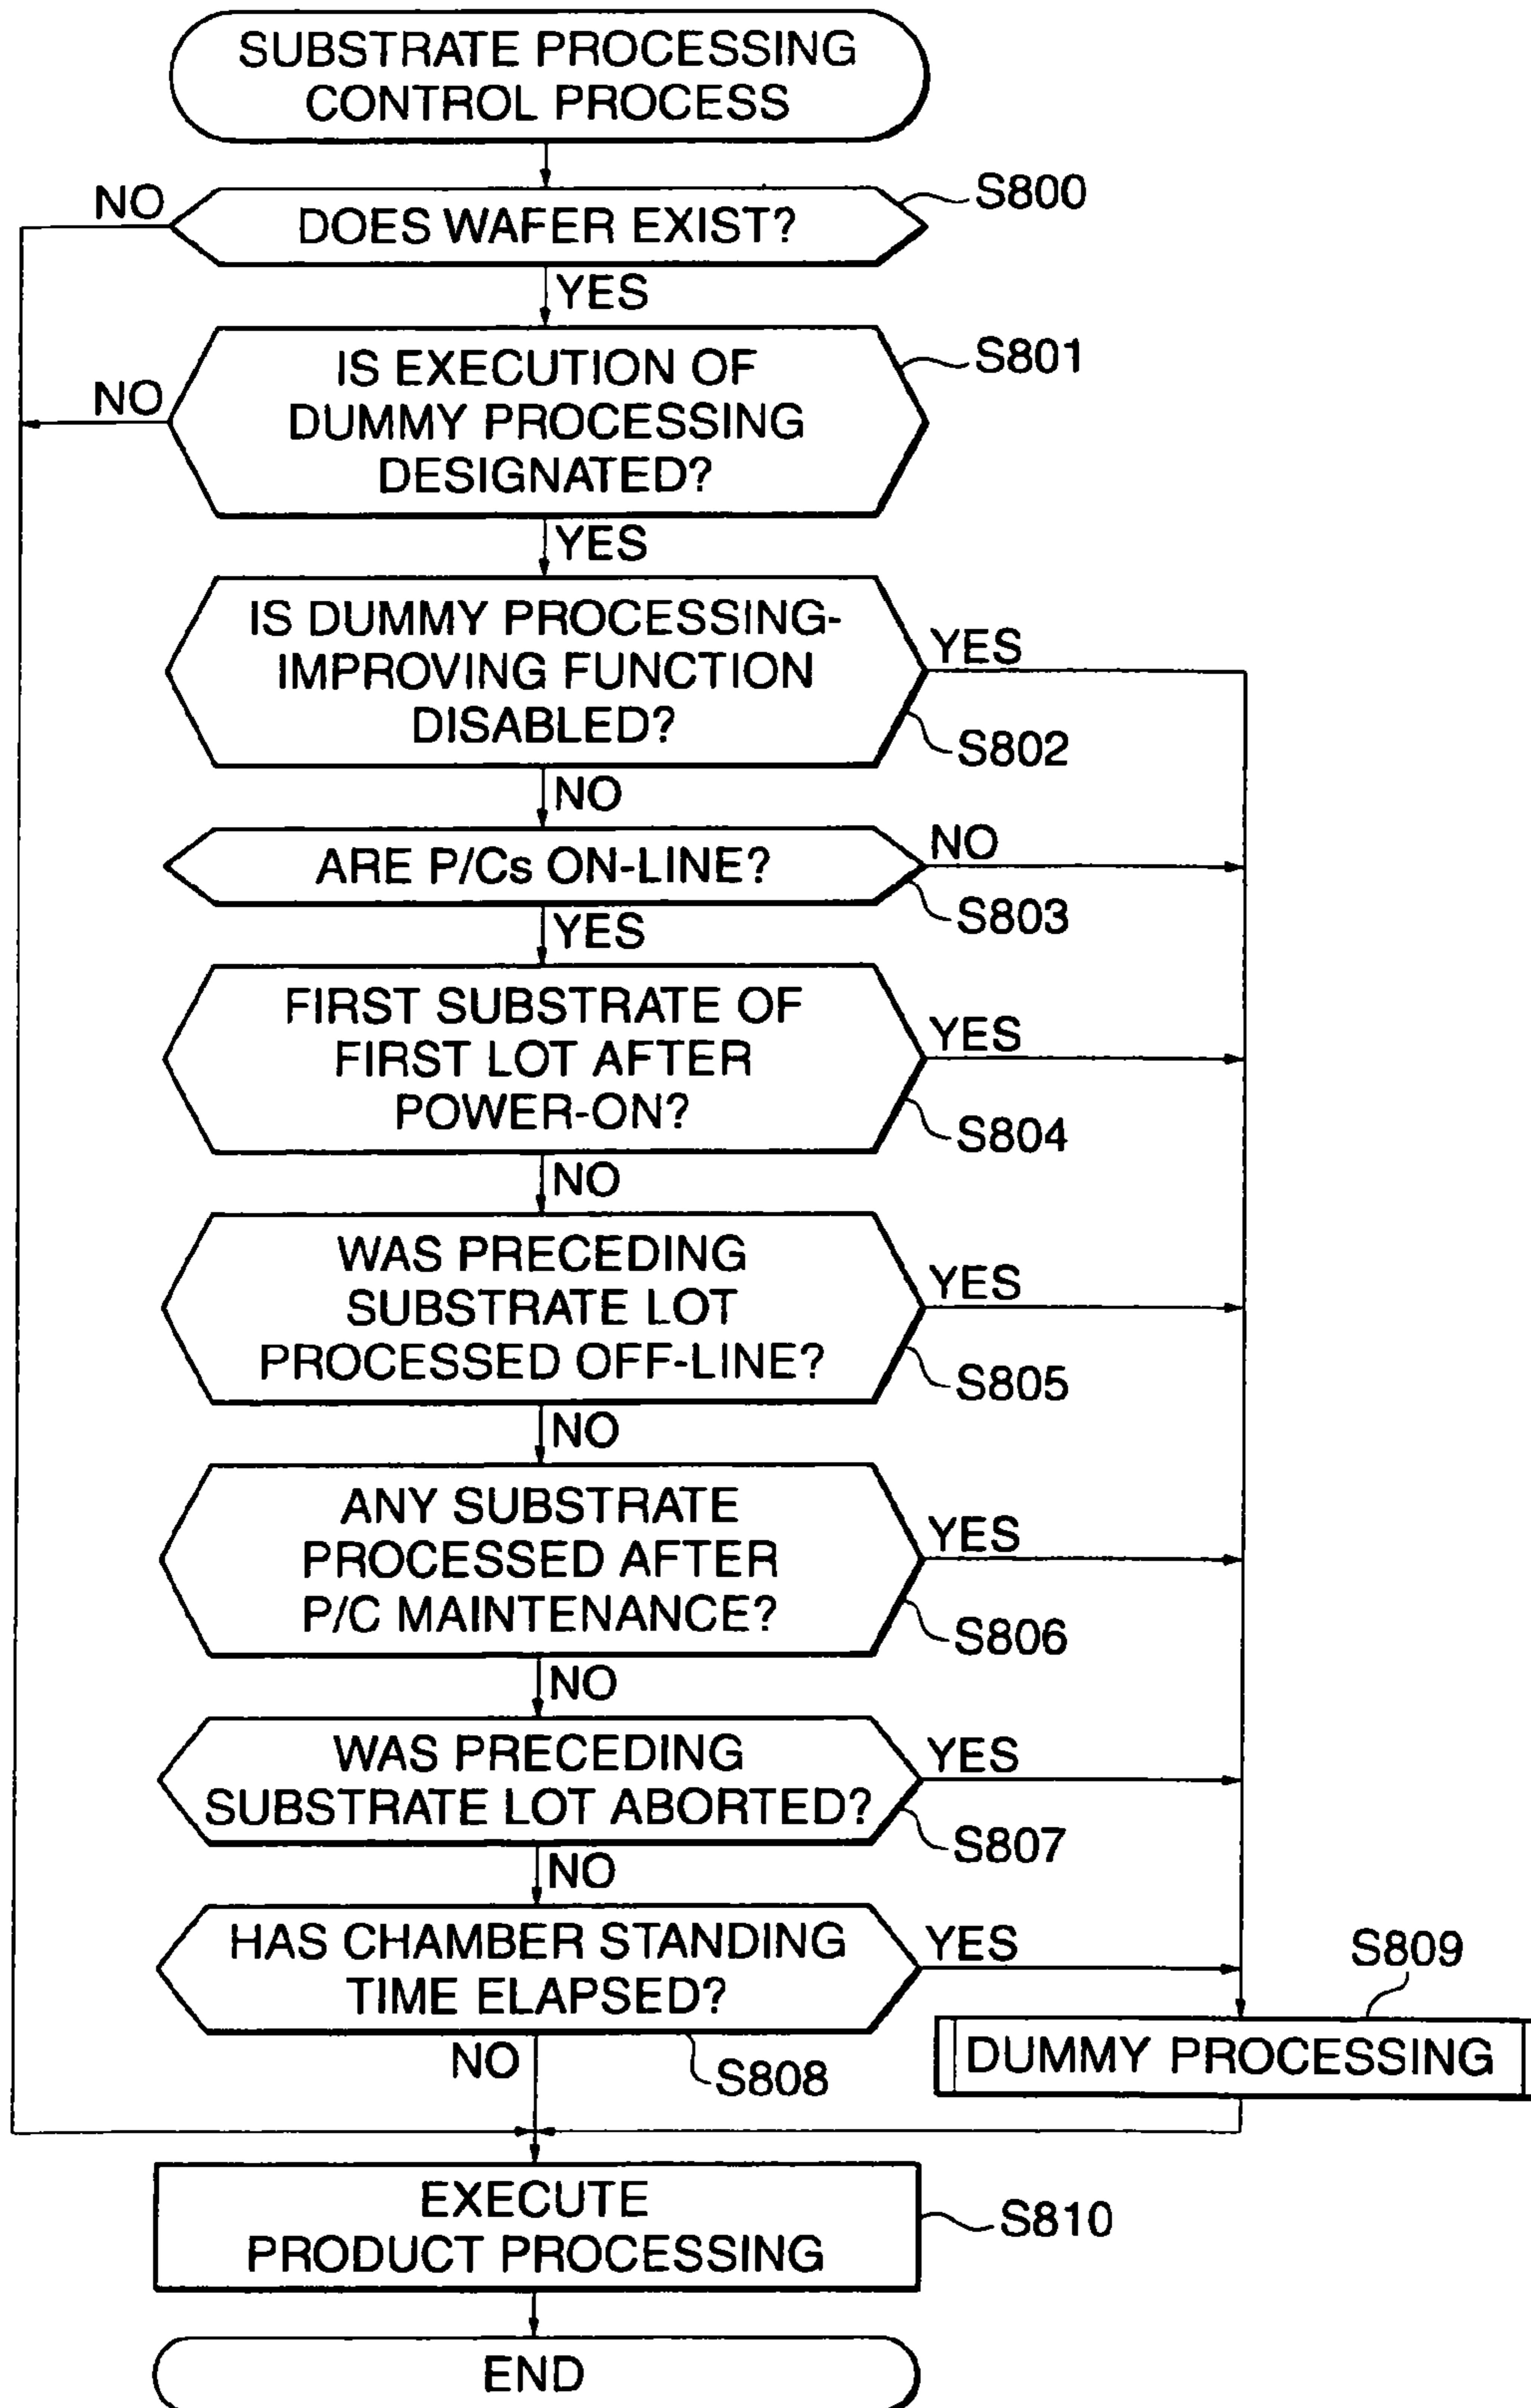 SUBSTRATE PROCESSING
CONTROL PROCESS
NO
DOES WAFER EXIST?
S800
YES
IS EXECUTION OF
DUMMY PROCESSING
DESIGNATED?
S801
NO
YES
IS DUMMY PROCESSING-
IMPROVING FUNCTION
DISABLED?
YES
S802
NO
ARE P/Cs ON-LINE?
NO
S803
YES
FIRST SUBSTRATE OF
FIRST LOT AFTER
POWER-ON?
YES
S804
NO
WAS PRECEDING
SUBSTRATE LOT
PROCESSED OFF-LINE?
YES
S805
NO
ANY SUBSTRATE
PROCESSED AFTER
P/C MAINTENANCE?
YES
S806
NO
WAS PRECEDING
SUBSTRATE LOT ABORTED?
YES
S807
NO
HAS CHAMBER STANDING
TIME ELAPSED?
YES
S809
DUMMY PROCESSING
NO
S808
EXECUTE
PRODUCT PROCESSING
S810
END